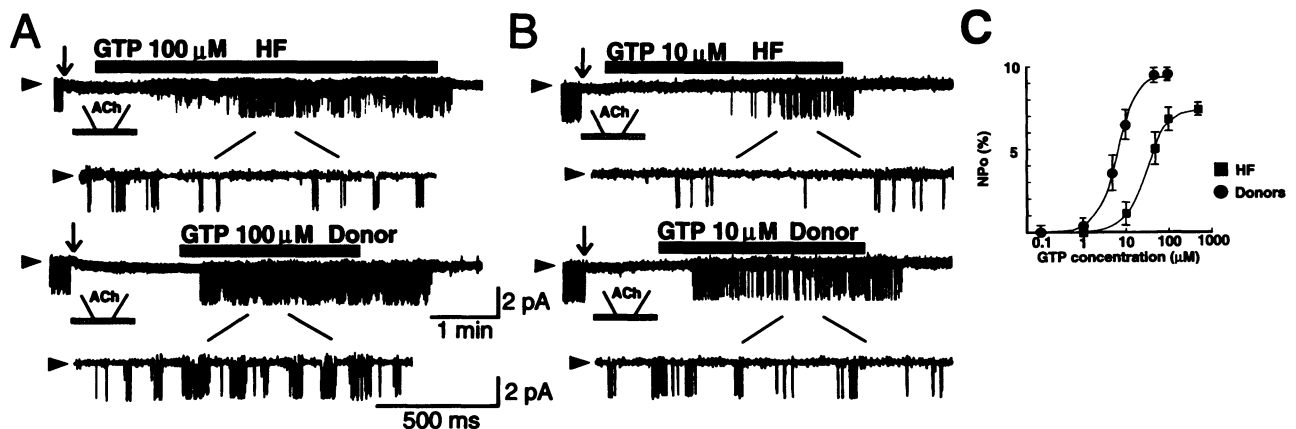 A
GTP 100 μM HF
ACh
GTP 100 μM Donor
ACh
2 pA
1 min
2 pA
500 ms
B
GTP 10 μM HF
ACh
GTP 10 μM Donor
ACh
C
10
5
NPo (%)
0
0.1 1 10 100 1000
GTP concentration (μM)
HF
Donors